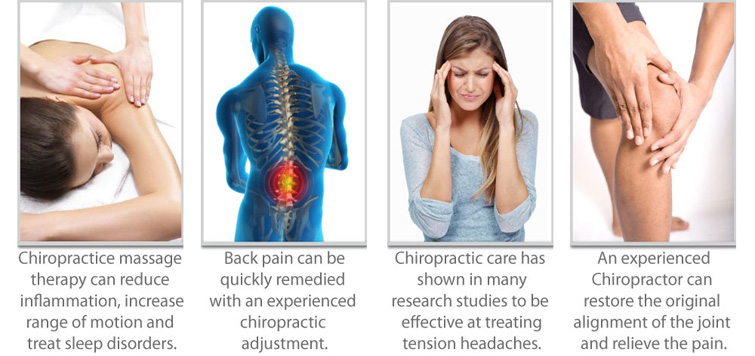 Chiropractice massage
therapy can reduce
inflammation, increase
range of motion and
treat sleep disorders.
Back pain can be
quickly remedied
with an experienced
chiropractic
adjustment.
Chiropractic care has
shown in many
research studies to be
effective at treating
tension headaches.
An experienced
Chiropractor can
restore the original
alignment of the joint
and relieve the pain.